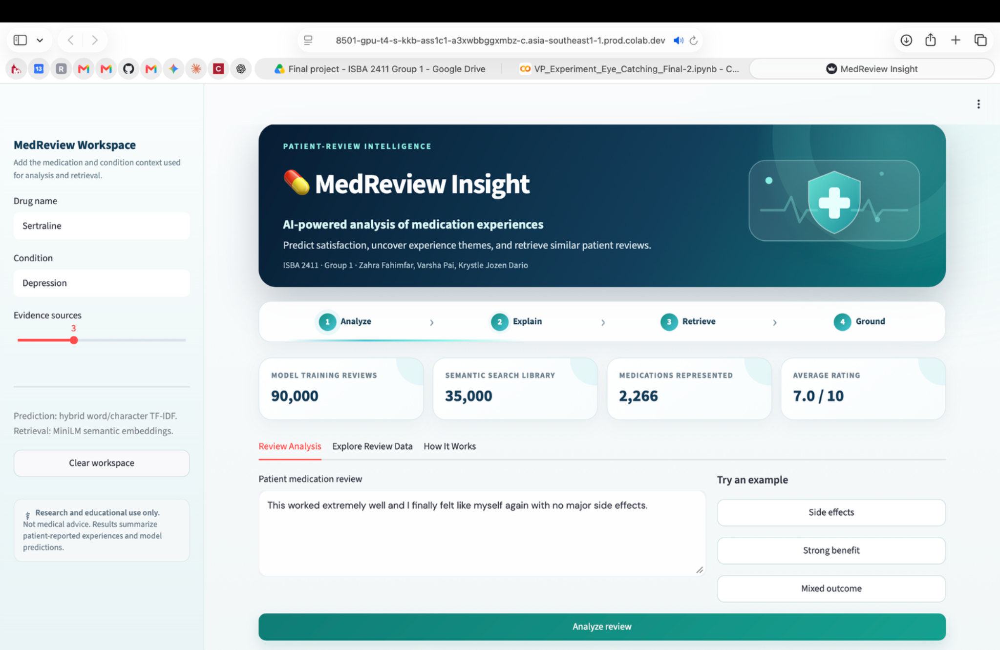 8501-gpu-t4-s-kkb-ass1c1-a3xwbbggxmbz-c.asia-southeast1-1.prod.colab.dev
13
R
C
Final project - ISBA 2411 Group 1 - Google Drive
VP_Experiment_Eye_Catching_Final-2.ipynb - C...
MedReview Insight
MedReview Workspace
Add the medication and condition context used
for analysis and retrieval.
Drug name
Sertraline
Condition
Depression
Evidence sources
3
Prediction: hybrid word/character TF-IDF.
Retrieval: MiniLM semantic embeddings.
Clear workspace
Research and educational use only.
Not medical advice. Results summarize
patient-reported experiences and model
predictions.
PATIENT-REVIEW INTELLIGENCE
MedReview Insight
AI-powered analysis of medication experiences
Predict satisfaction, uncover experience themes, and retrieve similar patient reviews.
ISBA 2411 · Group 1 · Zahra Fahimfar, Varsha Pai, Krystle Jozen Dario
1 Analyze › 2 Explain › 3 Retrieve › 4 Ground
MODEL TRAINING REVIEWS
90,000
SEMANTIC SEARCH LIBRARY
35,000
MEDICATIONS REPRESENTED
2,266
AVERAGE RATING
7.0 / 10
Review Analysis
Explore Review Data
How It Works
Patient medication review
This worked extremely well and I finally felt like myself again with no major side effects.
Try an example
Side effects
Strong benefit
Mixed outcome
Analyze review